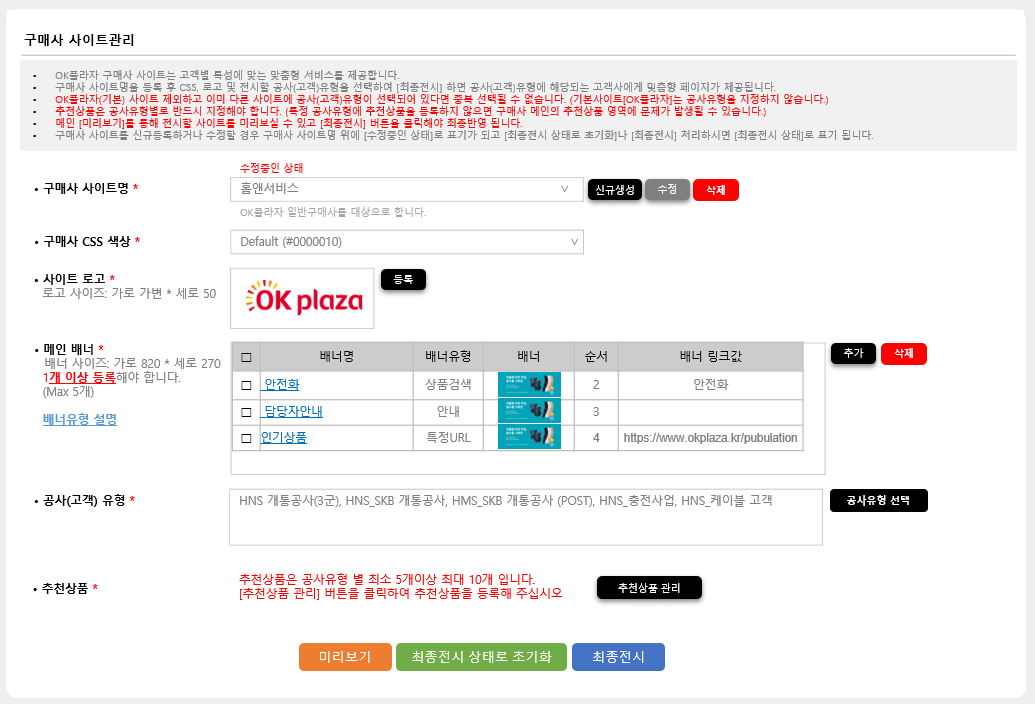 구매사 사이트관리
• OK플라자 구매사 사이트는 고객별 특성에 맞는 맞춤형 서비스를 제공합니다.
• 구매사 사이트명을 등록 후 CSS, 로고 및 전시할 공사(고객)유형을 선택하여 [최종전시] 하면 공사(고객)유형에 해당되는 고객사에게 맞춤향 페이지가 제공됩니다.
• OK플라자(기본) 사이트 제외하고 이미 다른 사이트에 공사(고객)유형이 선택되어 있다면 중복 선택될 수 없습니다. (기본사이트[OK플라자]는 공사유형을 지정하지 않습니다.)
• 추천상품은 공사유형별로 반드시 지정해야 합니다. (특정 공사유형에 추천상품을 등록하지 않으면 구매사 메인의 추천상품 영역에 문제가 발생될 수 있습니다.)
• 메인 [미리보기]를 통해 전시할 사이트를 미리보실 수 있고 [최종전시] 버튼을 클릭해야 최종반영 됩니다.
• 구매사 사이트를 신규등록하거나 수정할 경우 구매사 사이트명 위에 [수정중인 상태]로 표기가 되고 [최종전시 상태로 초기화]나 [최종전시] 처리하시면 [최종전시 상태]로 표기 됩니다.
수정중인 상태
• 구매사 사이트명 * 홈앤서비스 신규생성 수정 삭제
OK플라자 일반구매사를 대상으로 합니다.
• 구매사 CSS 색상 * Default (#0000010)
• 사이트 로고 * 등록
로고 사이즈: 가로 가변 * 세로 50
OK plaza
• 메인 배너 *
배너 사이즈: 가로 820 * 세로 270
1개 이상 등록해야 합니다.
(Max 5개)
배너유형 설명
배너명 배너유형 배너 순서 배너 링크값 추가 삭제
안전화 상품검색 2 안전화
담당자안내 안내 3
인기상품 특정URL 4 https://www.okplaza.kr/pubulation
• 공사(고객) 유형 * HNS 개통공사(3군), HNS_SKB 개통공사, HMS_SKB 개통공사 (POST), HNS_충전사업, HNS_케이블 고객 공사유형 선택
• 추천상품 *
추천상품은 공사유형 별 최소 5개이상 최대 10개 입니다.
[추천상품 관리] 버튼을 클릭하여 추천상품을 등록해 주십시오
추천상품 관리
미리보기 최종전시 상태로 초기화 최종전시